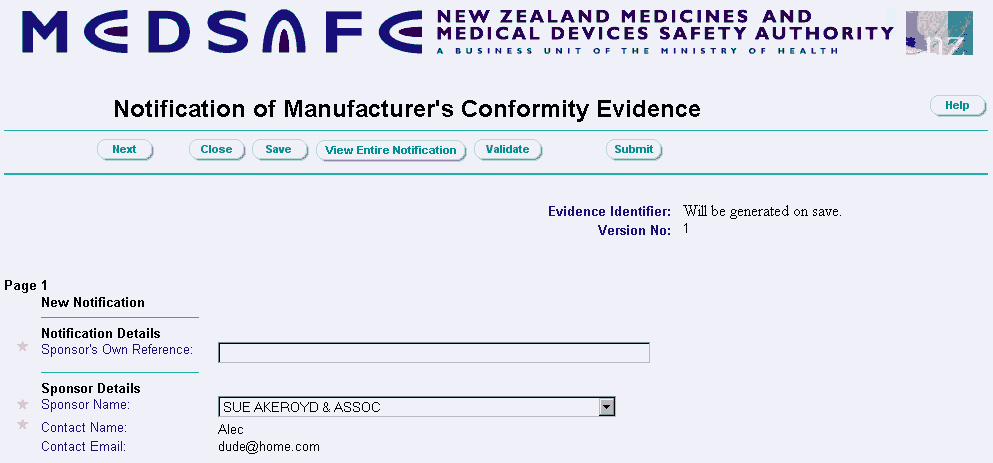 MEDSAFE NEW ZEALAND MEDICINES AND
MEDICAL DEVICES SAFETY AUTHORITY
A BUSINESS UNIT OF THE MINISTRY OF HEALTH
nz
Notification of Manufacturer's Conformity Evidence
Help
Next Close Save View Entire Notification Validate Submit
Evidence Identifier: Will be generated on save.
Version No: 1
Page 1
New Notification
Notification Details
Sponsor's Own Reference:
Sponsor Details
Sponsor Name: SUE AKEROYD & ASSOC
Contact Name: Alec
Contact Email: dude@home.com